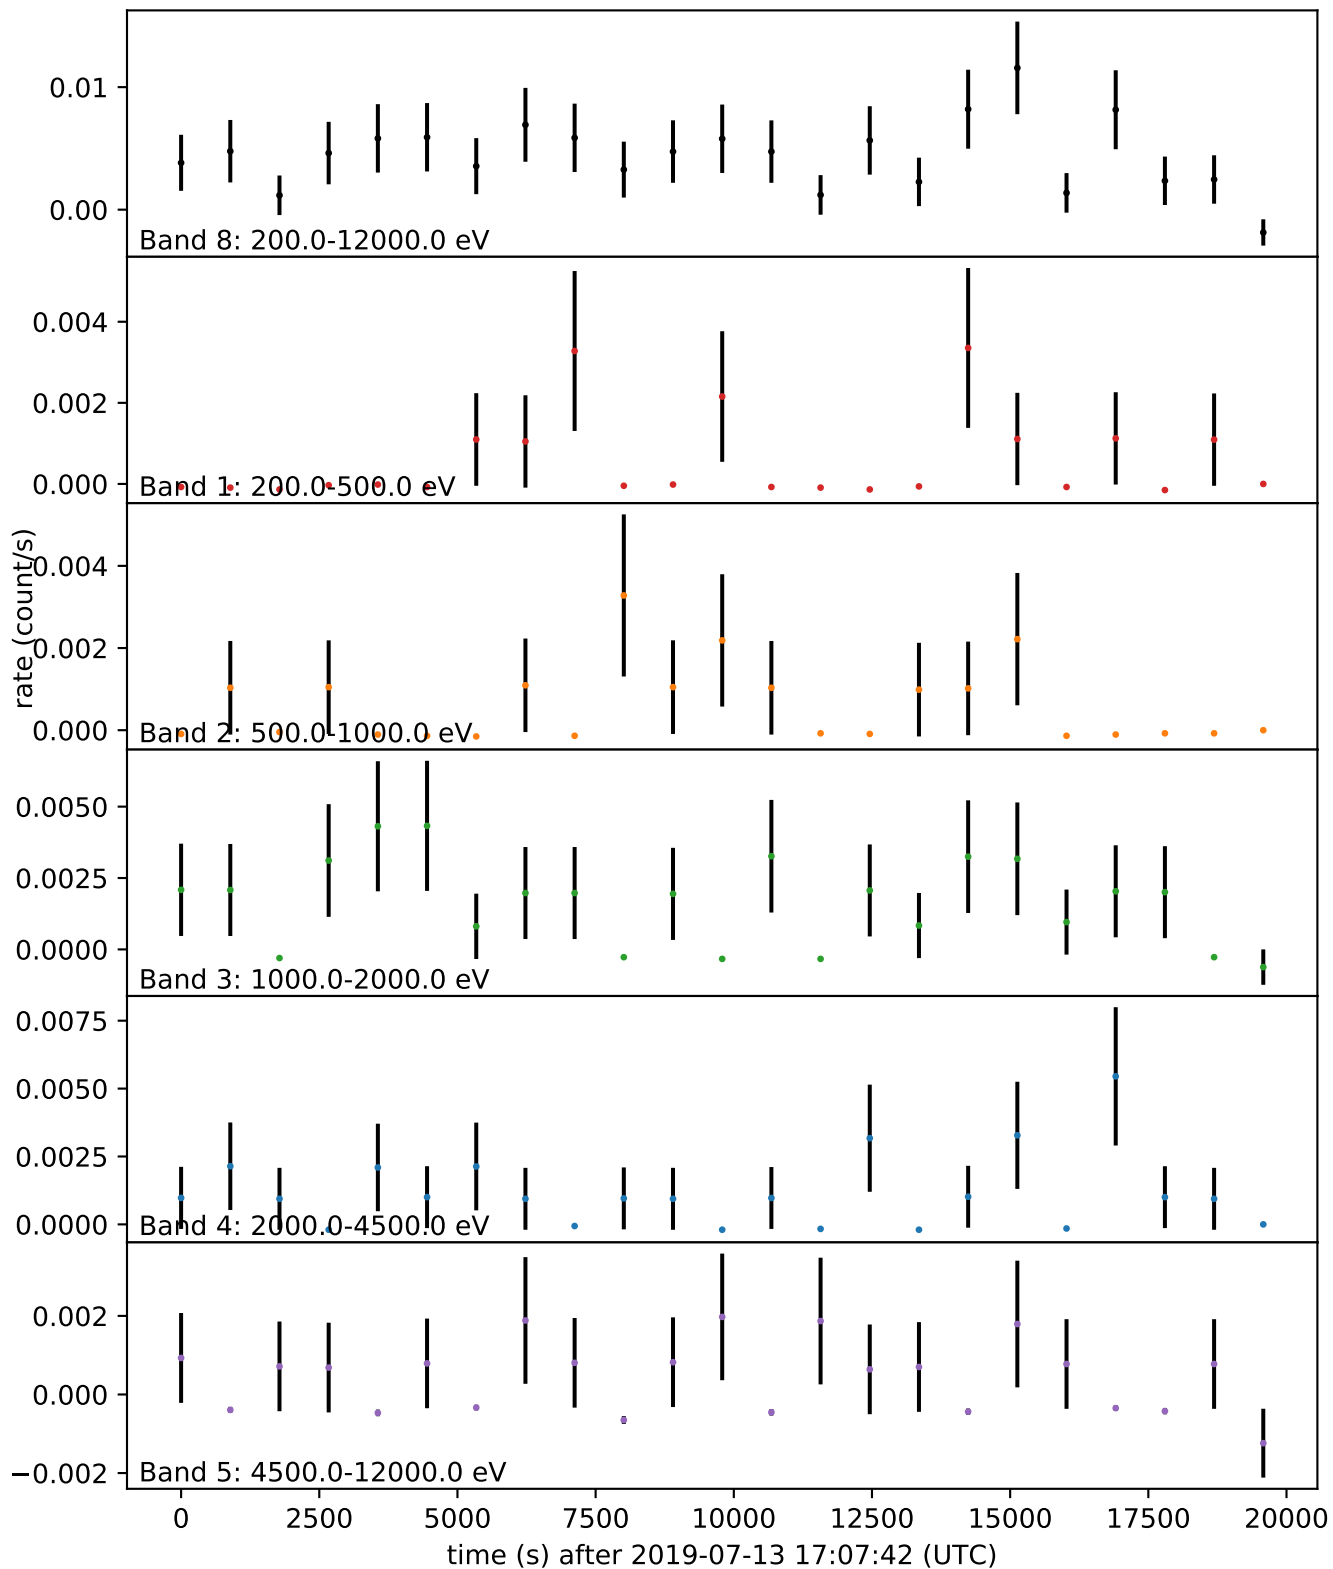 0.01
0.00
Band 8: 200.0-12000.0 eV
0.004
0.002
0.000
Band 1: 200.0-500.0 eV
rate (count/s)
0.004
0.002
0.000
Band 2: 500.0-1000.0 eV
0.0050
0.0025
0.0000
Band 3: 1000.0-2000.0 eV
0.0075
0.0050
0.0025
0.0000
Band 4: 2000.0-4500.0 eV
0.002
0.000
−0.002
Band 5: 4500.0-12000.0 eV
0 2500 5000 7500 10000 12500 15000 17500 20000
time (s) after 2019-07-13 17:07:42 (UTC)